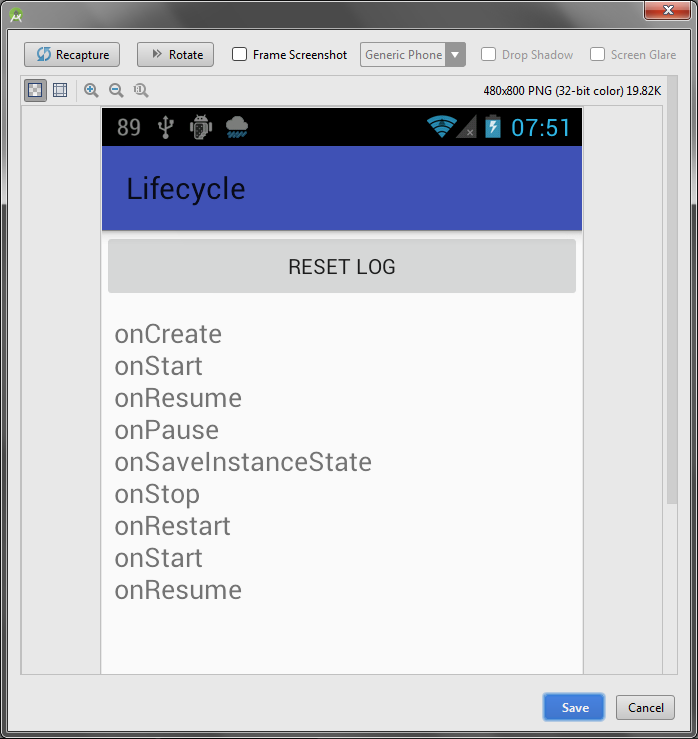 Recapture Rotate Frame Screenshot Generic Phone Drop Shadow Screen Glare
480x800 PNG (32-bit color) 19.82K
89 07:51
Lifecycle
RESET LOG
onCreate
onStart
onResume
onPause
onSaveInstanceState
onStop
onRestart
onStart
onResume
Save Cancel